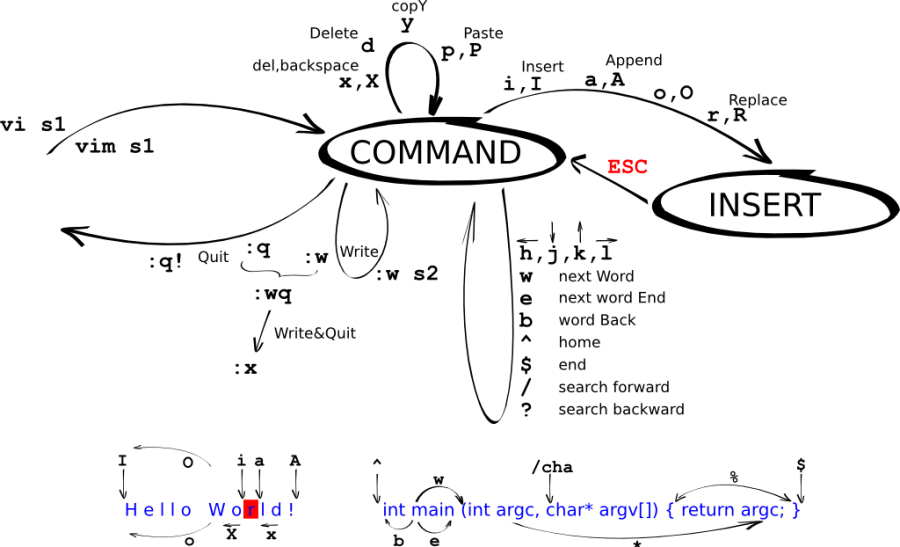 copY
y
Delete
d
p,P
Paste
del,backspace
x,X
i,I
Insert
a,A
Append
o,O
r,R
Replace
vi s1
vim s1
COMMAND
ESC
INSERT
:q!
Quit
:q
:w
Write
:w s2
:wq
Write&Quit
:x
← ↓ ↑ →
h,j,k,l
w next Word
e next word End
b word Back
^ home
$ end
/ search forward
? search backward
I O i a A
Hello World!
o X x
^ w /cha % $
int main (int argc, char* argv[]) { return argc; }
b e *